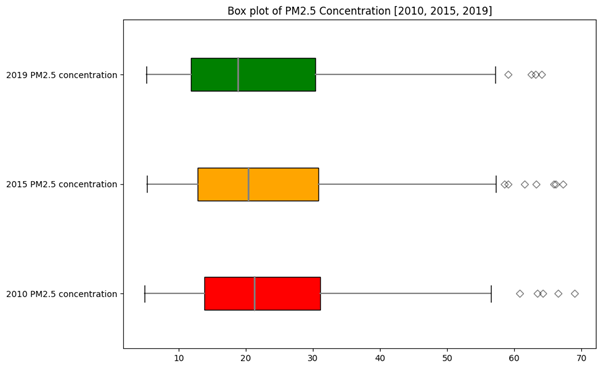 Box plot of PM2.5 Concentration [2010, 2015, 2019]
2019 PM2.5 concentration
2015 PM2.5 concentration
2010 PM2.5 concentration
10 20 30 40 50 60 70